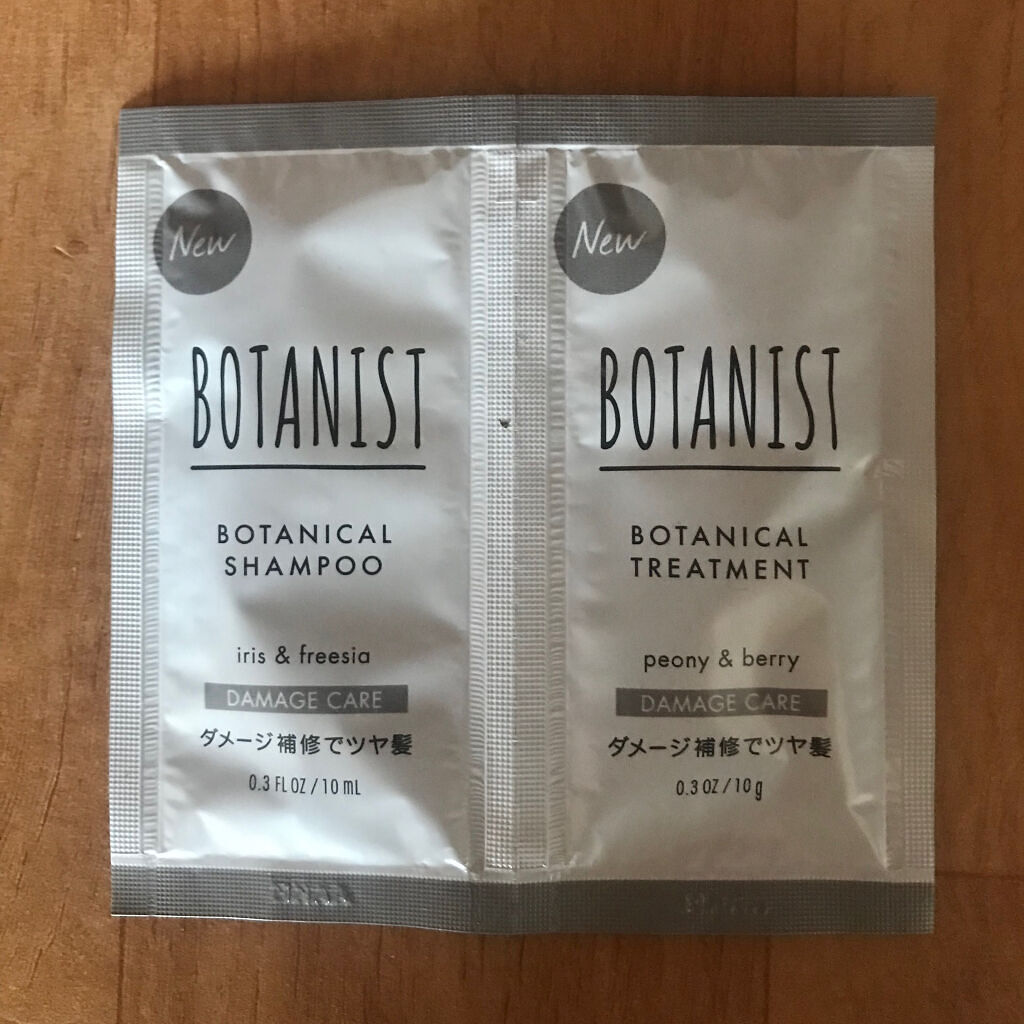 New
BOTANIST
BOTANICAL
SHAMPOO
iris & freesia
DAMAGE CARE
ダメージ補修でツヤ髪
0.3 FL OZ / 10 mL
New
BOTANIST
BOTANICAL
TREATMENT
peony & berry
DAMAGE CARE
ダメージ補修でツヤ髪
0.3 OZ / 10 g